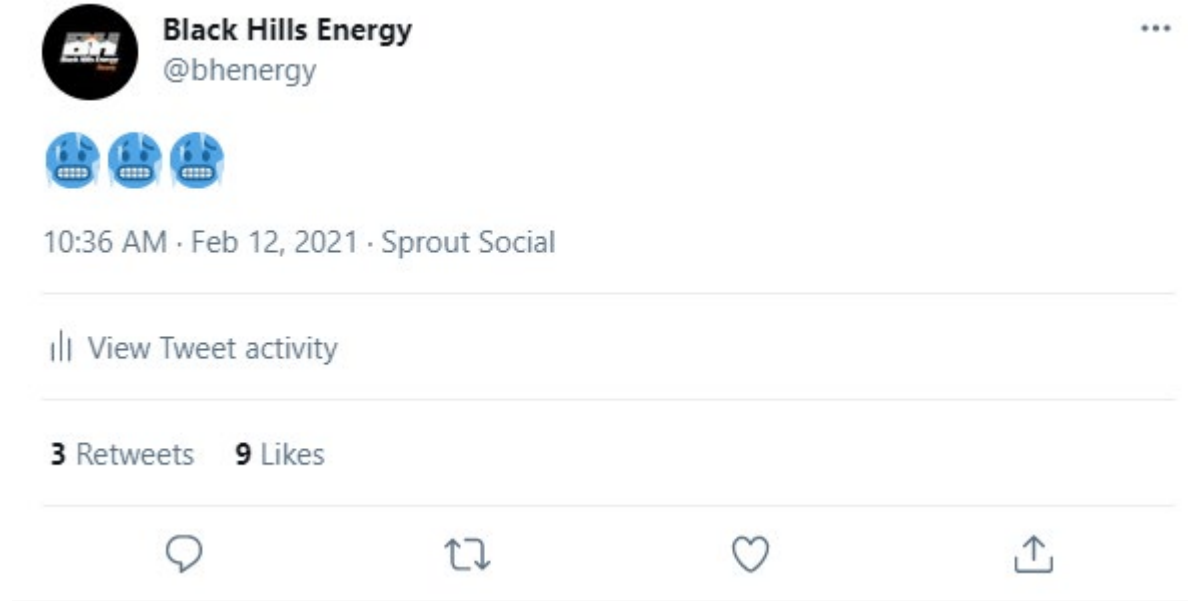 Black Hills Energy
@bhenergy
🥶🥶🥶
10:36 AM · Feb 12, 2021 · Sprout Social
View Tweet activity
3 Retweets 9 Likes